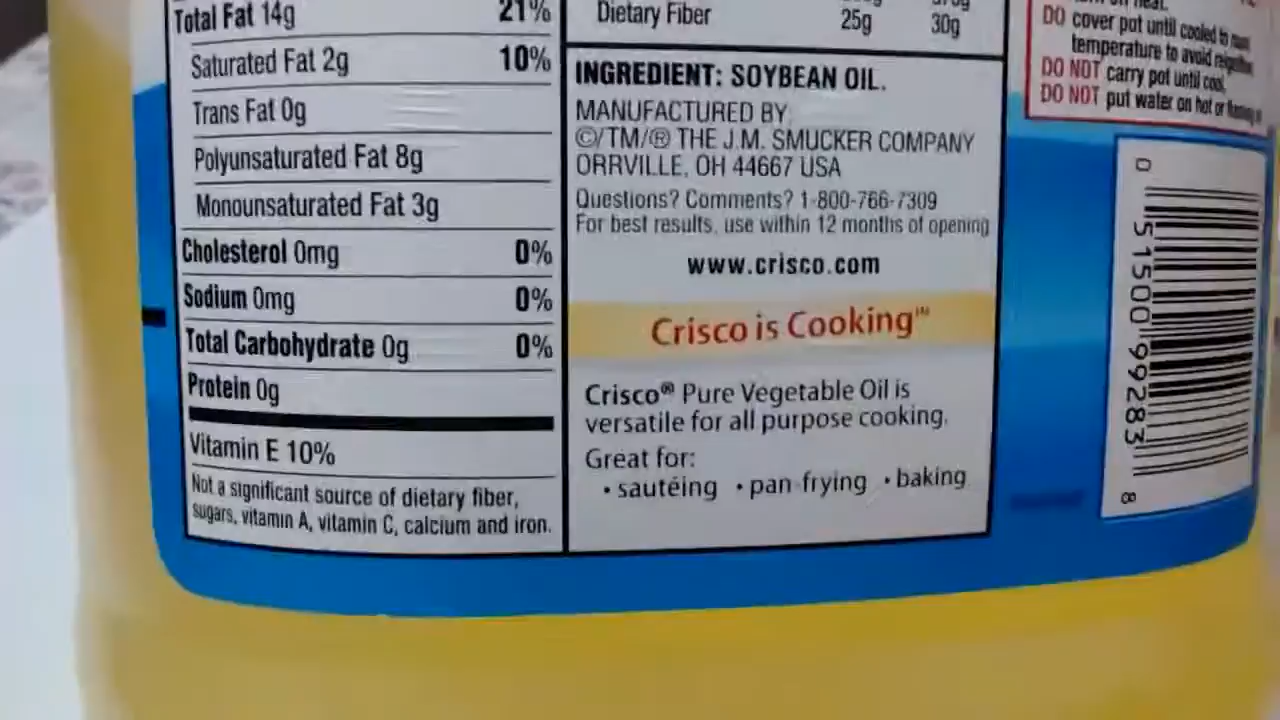 Total Fat 14g 21%
Saturated Fat 2g 10%
Trans Fat 0g
Polyunsaturated Fat 8g
Monounsaturated Fat 3g
Cholesterol 0mg 0%
Sodium 0mg 0%
Total Carbohydrate 0g 0%
Protein 0g
Vitamin E 10%
Not a significant source of dietary fiber,
sugars, vitamin A, vitamin C, calcium and iron.
Dietary Fiber 25g 30g
INGREDIENT: SOYBEAN OIL.
MANUFACTURED BY:
©/TM/® THE J.M. SMUCKER COMPANY
ORRVILLE, OH 44667 USA
Questions? Comments? 1-800-766-7309
For best results, use within 12 months of opening
www.crisco.com
Crisco is Cooking™
Crisco® Pure Vegetable Oil is
versatile for all purpose cooking.
Great for:
• sautéing • pan frying • baking
DO cover pot until cooled to
temperature to avoid
DO NOT carry pot until cool.
DO NOT put water on hot or
0 51500 99283 8